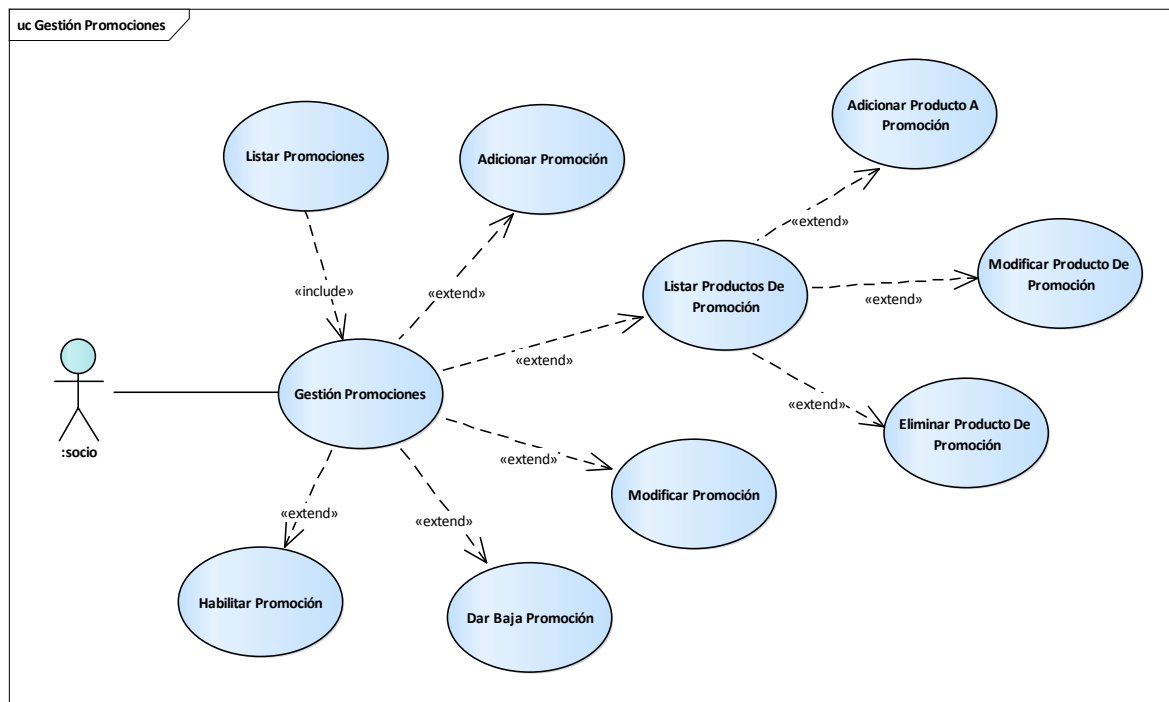 uc Gestión Promociones
Adicionar Producto A
Promoción
Listar Promociones
Adicionar Promoción
«extend»
Modificar Producto De
Promoción
Listar Productos De
Promoción
«include»
«extend»
«extend»
«extend»
Gestión Promociones
«extend»
Eliminar Producto De
Promoción
:socio
«extend»
Modificar Promoción
«extend»
«extend»
Habilitar Promoción
Dar Baja Promoción